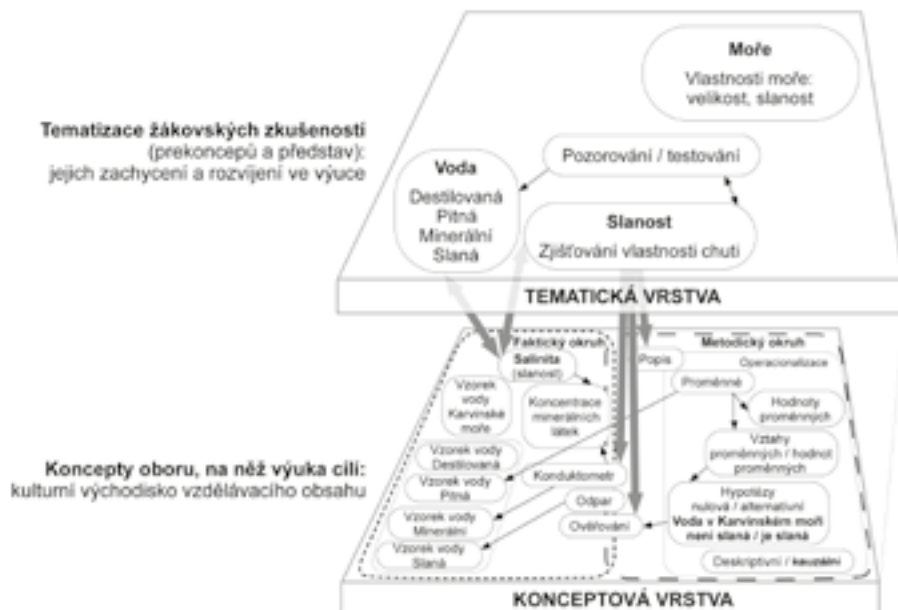 Moře
Vlastnosti moře:
velikost, slanost
Tematizace žákovských zkušeností
(prekonceptů a představ):
jejich zachycení a rozvíjení ve výuce
Pozorování / testování
Voda
Destilovaná
Pitná
Minerální
Slaná
Slanost
Zjišťování vlastnosti chutí
TEMATICKÁ VRSTVA
Faktický okruh
Metodický okruh
Salinita
(slanost)
Popis
Operacionalizace
Proměnné
Vzorek
vody
Karvinské
moře
Koncentrace
minerálních
látek
Hodnoty
proměnných
Vztahy
proměnných / hodnot
proměnných
Koncepty oboru, na něž výuka cílí:
kulturní východisko vzdělávacího obsahu
Vzorek vody
Destilovaná
Vzorek vody
Pitná
Vzorek vody
Minerální
Vzorek vody
Slaná
Konduktometr
Odpar
Ověřování
Hypotézy
nulová / alternativní
Voda v Karvinském moři
není slaná / je slaná
Deskriptivní / kauzální
KONCEPTOVÁ VRSTVA